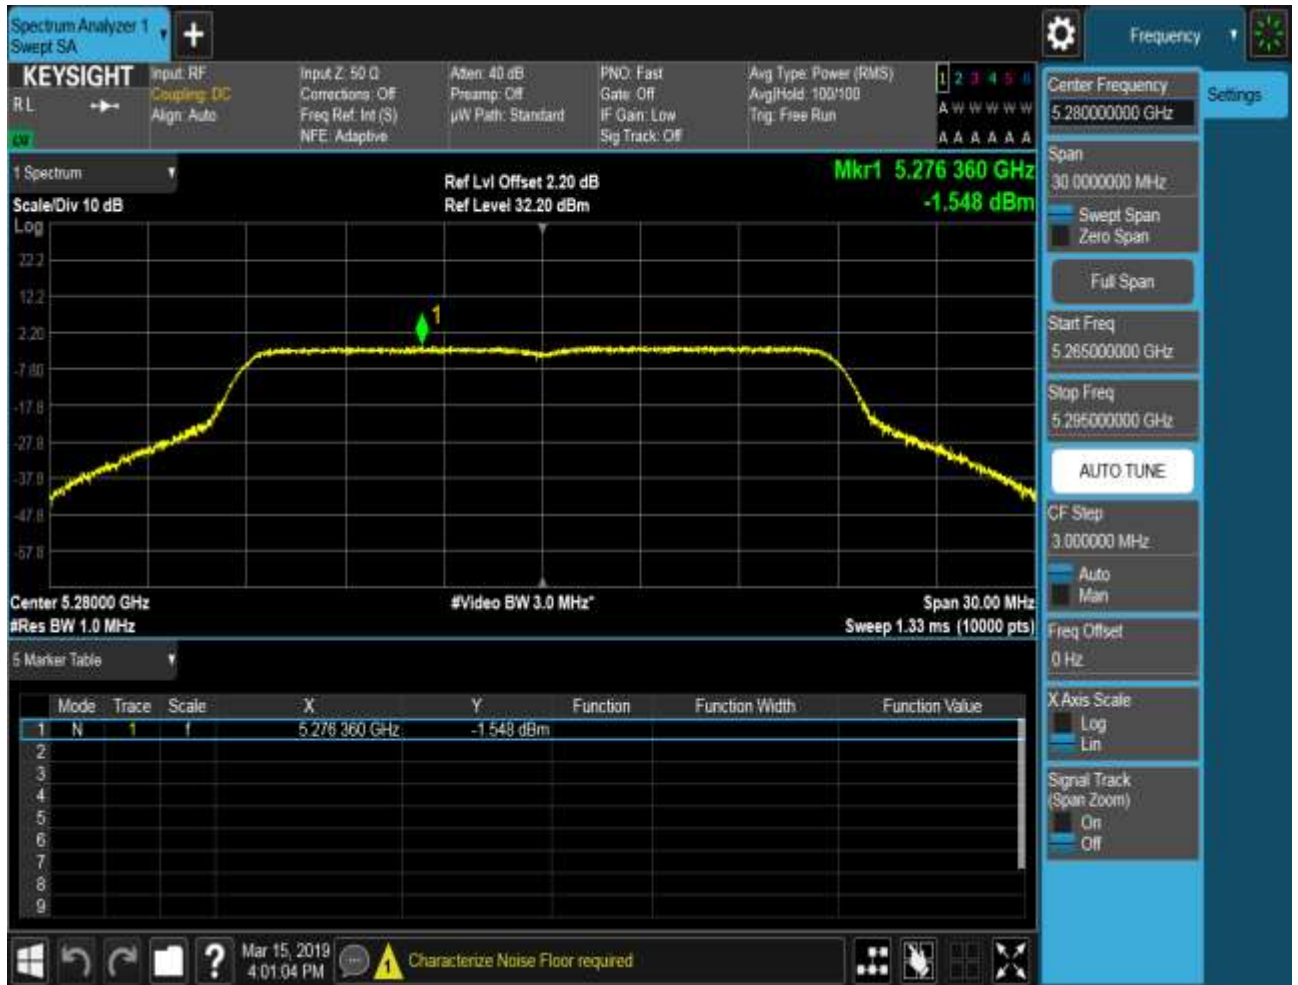 Spectrum Analyzer 1
Swept SA
+
Frequency
KEYSIGHT
RL
Input: RF
Coupling: DC
Align: Auto
Input Z: 50 Ω
Corrections: Off
Freq Ref: Int (S)
NFE: Adaptive
Atten: 40 dB
Preamp: Off
µW Path: Standard
PNO: Fast
Gate: Off
IF Gain: Low
Sig Track: Off
Avg Type: Power (RMS)
Avg|Hold: 100/100
Trig: Free Run
1 2 3 4 5 6
A W W W W W
A A A A A A
1 Spectrum
Scale/Div 10 dB
Ref Lvl Offset 2.20 dB
Ref Level 32.20 dBm
Mkr1 5.276 360 GHz
-1.548 dBm
Log
22.2
12.2
2.20
-7.80
-17.8
-27.8
-37.8
-47.8
-57.8
1
Center 5.28000 GHz
#Res BW 1.0 MHz
#Video BW 3.0 MHz*
Span 30.00 MHz
Sweep 1.33 ms (10000 pts)
5 Marker Table
Mode Trace Scale X Y Function Function Width Function Value
1 N 1 f 5.276 360 GHz -1.548 dBm
2
3
4
5
6
7
8
9
Mar 15, 2019
4:01:04 PM
Characterize Noise Floor required
Settings
Center Frequency
5.280000000 GHz
Span
30.0000000 MHz
Swept Span
Zero Span
Full Span
Start Freq
5.265000000 GHz
Stop Freq
5.295000000 GHz
AUTO TUNE
CF Step
3.000000 MHz
Auto
Man
Freq Offset
0 Hz
X Axis Scale
Log
Lin
Signal Track
(Span Zoom)
On
Off